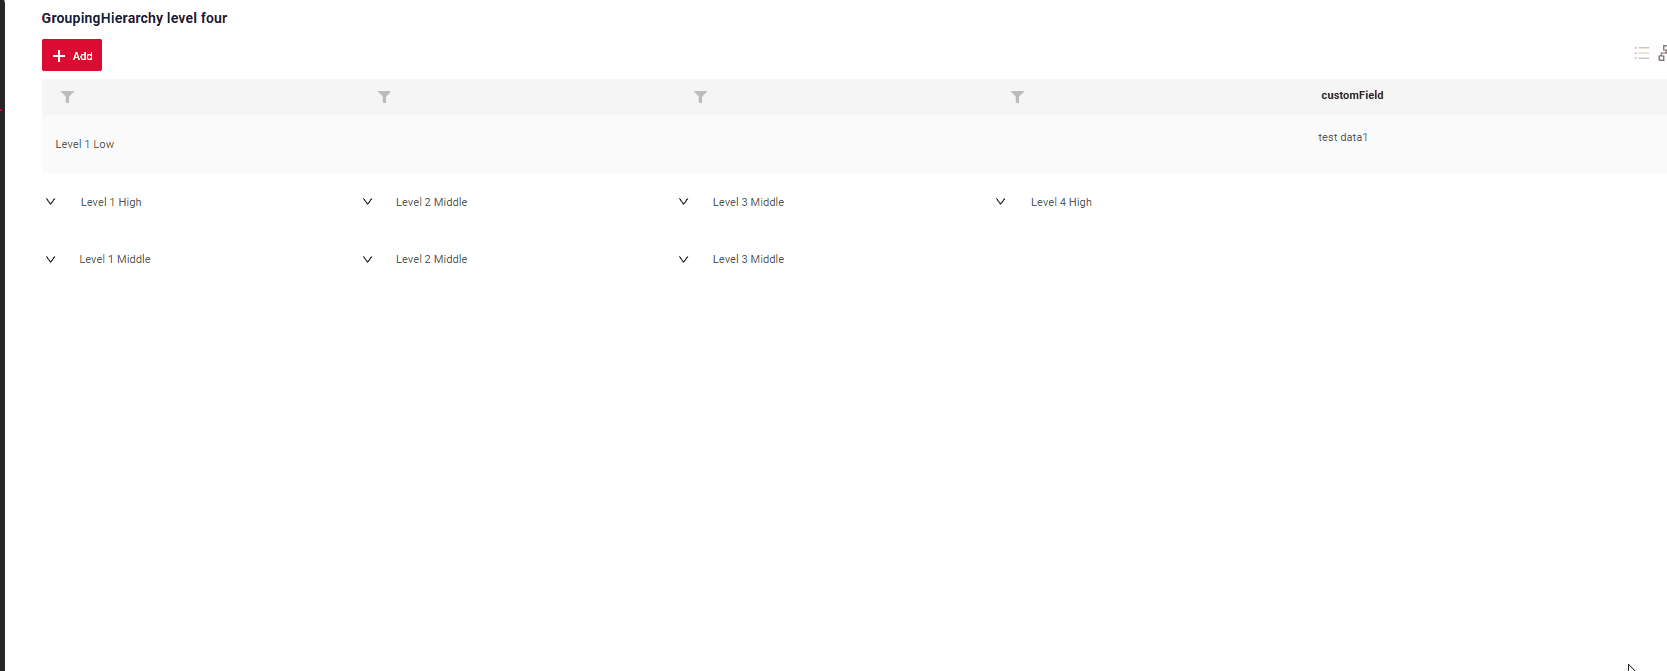 GroupingHierarchy level four
Add
customField
Level 1 Low test data1
Level 1 High Level 2 Middle Level 3 Middle Level 4 High
Level 1 Middle Level 2 Middle Level 3 Middle